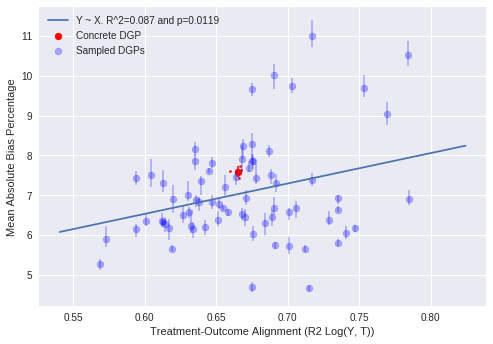 Y ~ X. R^2=0.087 and p=0.0119
Concrete DGP
Sampled DGPs
11
10
9
8
7
6
5
Mean Absolute Bias Percentage
0.55
0.60
0.65
0.70
0.75
0.80
Treatment-Outcome Alignment (R2 Log(Y, T))